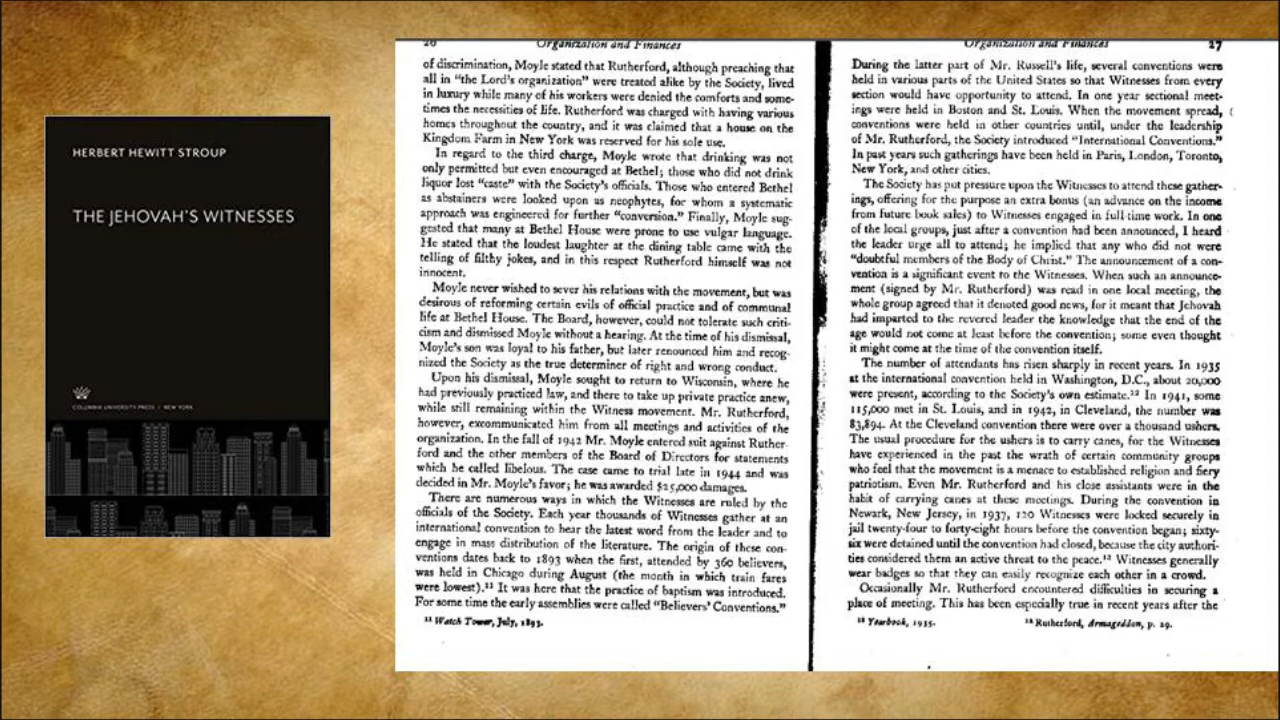 HERBERT HEWITT STROUP
THE JEHOVAH'S WITNESSES
COLUMBIA UNIVERSITY PRESS / NEW YORK
26 Organization and Finances
of discrimination, Moyle stated that Rutherford, although preaching that
all in "the Lord's organization" were treated alike by the Society, lived
in luxury while many of his workers were denied the comforts and some-
times the necessities of life. Rutherford was charged with having various
homes throughout the country, and it was claimed that a house on the
Kingdom Farm in New York was reserved for his sole use.
In regard to the third charge, Moyle wrote that drinking was not
only permitted but even encouraged at Bethel; those who did not drink
liquor lost "caste" with the Society's officials. Those who entered Bethel
as abstainers were looked upon us neophytes, for whom a systematic
approach was engineered for further "conversion." Finally, Moyle sug-
gested that many at Bethel House were prone to use vulgar language.
He stated that the loudest laughter at the dining table came with the
telling of filthy jokes, and in this respect Rutherford himself was not
innocent.
Moyle never wished to sever his relations with the movement, but was
desirous of reforming certain evils of official practice and of communal
life at Bethel House. The Board, however, could not tolerate such criti-
cism and dismissed Moyle without a hearing. At the time of his dismissal,
Moyle's son was loyal to his father, but later renounced him and recog-
nized the Society as the true determiner of right and wrong conduct.
Upon his dismissal, Moyle sought to return to Wisconsin, where he
had previously practiced law, and there to take up private practice anew,
while still remaining within the Witness movement. Mr. Rutherford,
however, excommunicated him from all meetings and activities of the
organization. In the fall of 1942 Mr. Moyle entered suit against Ruther-
ford and the other members of the Board of Directors for statements
which he called libelous. The case came to trial late in 1944 and was
decided in Mr. Moyle's favor; he was awarded $25,000 damages.
There are numerous ways in which the Witnesses are ruled by the
officials of the Society. Each year thousands of Witnesses gather at an
international convention to hear the latest word from the leader and to
engage in mass distribution of the literature. The origin of these con-
ventions dates back to 1893 when the first, attended by 360 believers,
was held in Chicago during August (the month in which train fares
were lowest).¹¹ It was here that the practice of baptism was introduced.
For some time the early assemblies were called "Believers' Conventions."
¹¹ Watch Tower, July, 1893.
Organization and Finances 27
During the latter part of Mr. Russell's life, several conventions were
held in various parts of the United States so that Witnesses from every
section would have opportunity to attend. In one year sectional meet-
ings were held in Boston and St. Louis. When the movement spread,
conventions were held in other countries until, under the leadership
of Mr. Rutherford, the Society introduced "International Conventions."
In past years such gatherings have been held in Paris, London, Toronto,
New York, and other cities.
The Society has put pressure upon the Witnesses to attend these gather-
ings, offering for the purpose an extra bonus (an advance on the income
from future book sales) to Witnesses engaged in full-time work. In one
of the local groups, just after a convention had been announced, I heard
the leader urge all to attend; he implied that any who did not were
"doubtful members of the Body of Christ." The announcement of a con-
vention is a significant event to the Witnesses. When such an announce-
ment (signed by Mr. Rutherford) was read in one local meeting, the
whole group agreed that it denoted good news, for it meant that Jehovah
had imparted to the revered leader the knowledge that the end of the
age would not come at least before the convention; some even thought
it might come at the time of the convention itself.
The number of attendants has risen sharply in recent years. In 1935
at the international convention held in Washington, D.C., about 20,000
were present, according to the Society's own estimate.¹² In 1941, some
115,000 met in St. Louis, and in 1942, in Cleveland, the number was
83,894. At the Cleveland convention there were over a thousand ushers.
The usual procedure for the ushers is to carry canes, for the Witnesses
have experienced in the past the wrath of certain community groups
who feel that the movement is a menace to established religion and fiery
patriotism. Even Mr. Rutherford and his close assistants were in the
habit of carrying canes at these meetings. During the convention in
Newark, New Jersey, in 1937, 120 Witnesses were locked securely in
jail twenty-four to forty-eight hours before the convention began; sixty-
six were detained until the convention had closed, because the city authori-
ties considered them an active threat to the peace.¹³ Witnesses generally
wear badges so that they can easily recognize each other in a crowd.
Occasionally Mr. Rutherford encountered difficulties in securing a
place of meeting. This has been especially true in recent years after the
¹² Yearbook, 1935. ¹³ Rutherford, Armageddon, p. 29.